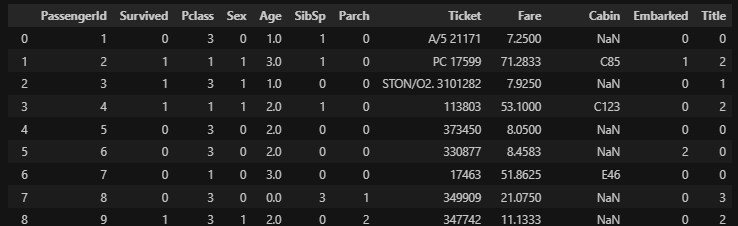 PassengerId Survived Pclass Sex Age SibSp Parch Ticket Fare Cabin Embarked Title
0 1 0 3 0 1.0 1 0 A/5 21171 7.2500 NaN 0 0
1 2 1 1 1 3.0 1 0 PC 17599 71.2833 C85 1 2
2 3 1 3 1 1.0 0 0 STON/O2. 3101282 7.9250 NaN 0 1
3 4 1 1 1 2.0 1 0 113803 53.1000 C123 0 2
4 5 0 3 0 2.0 0 0 373450 8.0500 NaN 0 0
5 6 0 3 0 2.0 0 0 330877 8.4583 NaN 2 0
6 7 0 1 0 3.0 0 0 17463 51.8625 E46 0 0
7 8 0 3 0 0.0 3 1 349909 21.0750 NaN 0 3
8 9 1 3 1 2.0 0 2 347742 11.1333 NaN 0 2